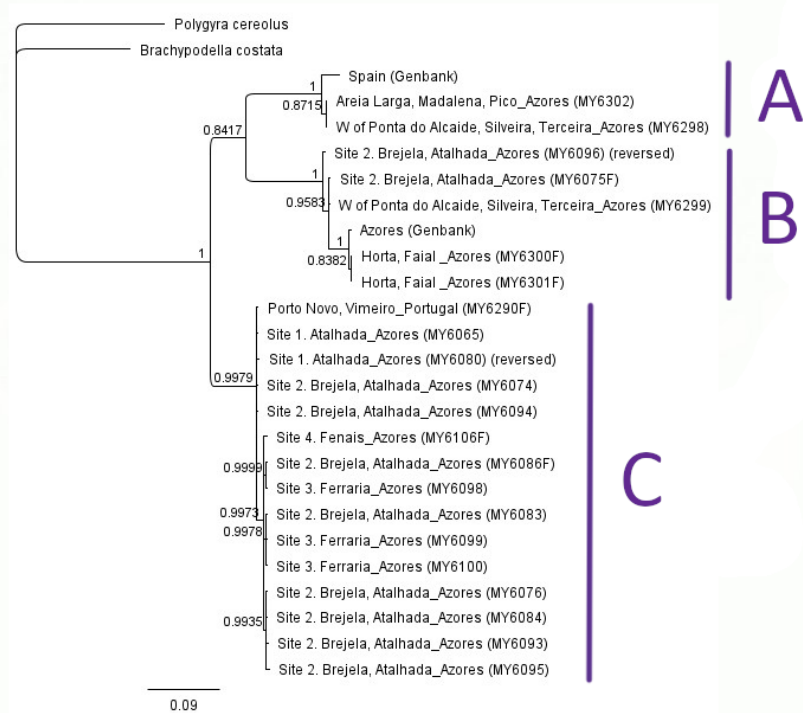 Polygyra cereolus
Brachypodella costata
Spain (Genbank)
1
Areia Larga, Madalena, Pico_Azores (MY6302)
0.8715
W of Ponta do Alcaide, Silveira, Terceira_Azores (MY6298)
A
0.8417
Site 2. Brejela, Atalhada_Azores (MY6096) (reversed)
1
Site 2. Brejela, Atalhada_Azores (MY6075F)
0.9583
W of Ponta do Alcaide, Silveira, Terceira_Azores (MY6299)
B
Azores (Genbank)
1
0.8382
Horta, Faial _Azores (MY6300F)
Horta, Faial _Azores (MY6301F)
1
Porto Novo, Vimeiro_Portugal (MY6290F)
Site 1. Atalhada_Azores (MY6065)
Site 1. Atalhada_Azores (MY6080) (reversed)
0.9979
Site 2. Brejela, Atalhada_Azores (MY6074)
Site 2. Brejela, Atalhada_Azores (MY6094)
Site 4. Fenais_Azores (MY6106F)
0.9999
Site 2. Brejela, Atalhada_Azores (MY6086F)
Site 3. Ferraria_Azores (MY6098)
C
0.9973
Site 2. Brejela, Atalhada_Azores (MY6083)
0.9978
Site 3. Ferraria_Azores (MY6099)
Site 3. Ferraria_Azores (MY6100)
Site 2. Brejela, Atalhada_Azores (MY6076)
0.9935
Site 2. Brejela, Atalhada_Azores (MY6084)
Site 2. Brejela, Atalhada_Azores (MY6093)
Site 2. Brejela, Atalhada_Azores (MY6095)
0.09